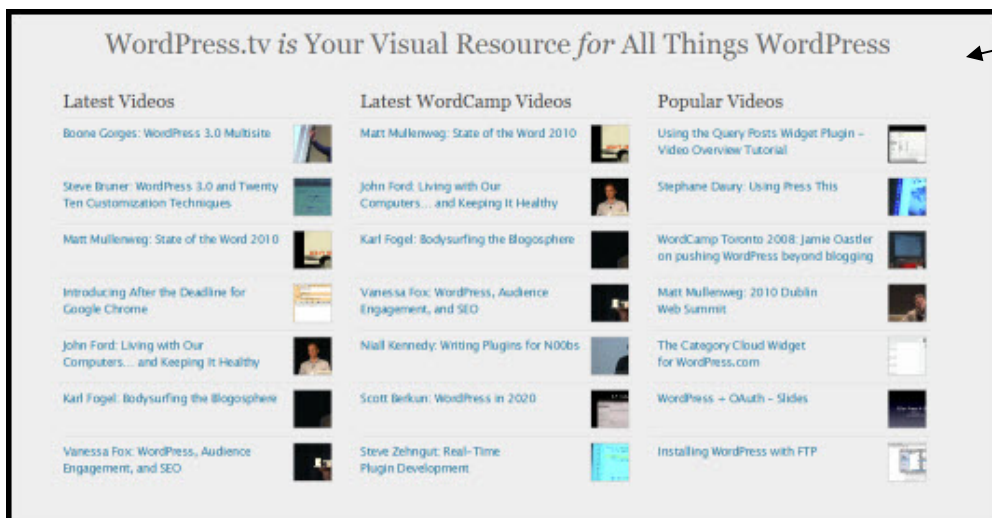 WordPress.tv is Your Visual Resource for All Things WordPress
Latest Videos
Boone Gorges: WordPress 3.0 Multisite
Steve Bruner: WordPress 3.0 and Twenty
Ten Customization Techniques
Matt Mullenweg: State of the Word 2010
Introducing After the Deadline for
Google Chrome
John Ford: Living with Our
Computers... and Keeping It Healthy
Karl Fogel: Bodysurfing the Blogosphere
Vanessa Fox: WordPress, Audience
Engagement, and SEO
Latest WordCamp Videos
Matt Mullenweg: State of the Word 2010
John Ford: Living with Our
Computers... and Keeping It Healthy
Karl Fogel: Bodysurfing the Blogosphere
Vanessa Fox: WordPress, Audience
Engagement, and SEO
Niall Kennedy: Writing Plugins for N00bs
Scott Berkun: WordPress in 2020
Steve Zehngut: Real-Time
Plugin Development
Popular Videos
Using the Query Posts Widget Plugin –
Video Overview Tutorial
Stephane Daury: Using Press This
WordCamp Toronto 2008: Jamie Oastler
on pushing WordPress beyond blogging
Matt Mullenweg: 2010 Dublin
Web Summit
The Category Cloud Widget
for WordPress.com
WordPress + OAuth – Slides
Installing WordPress with FTP